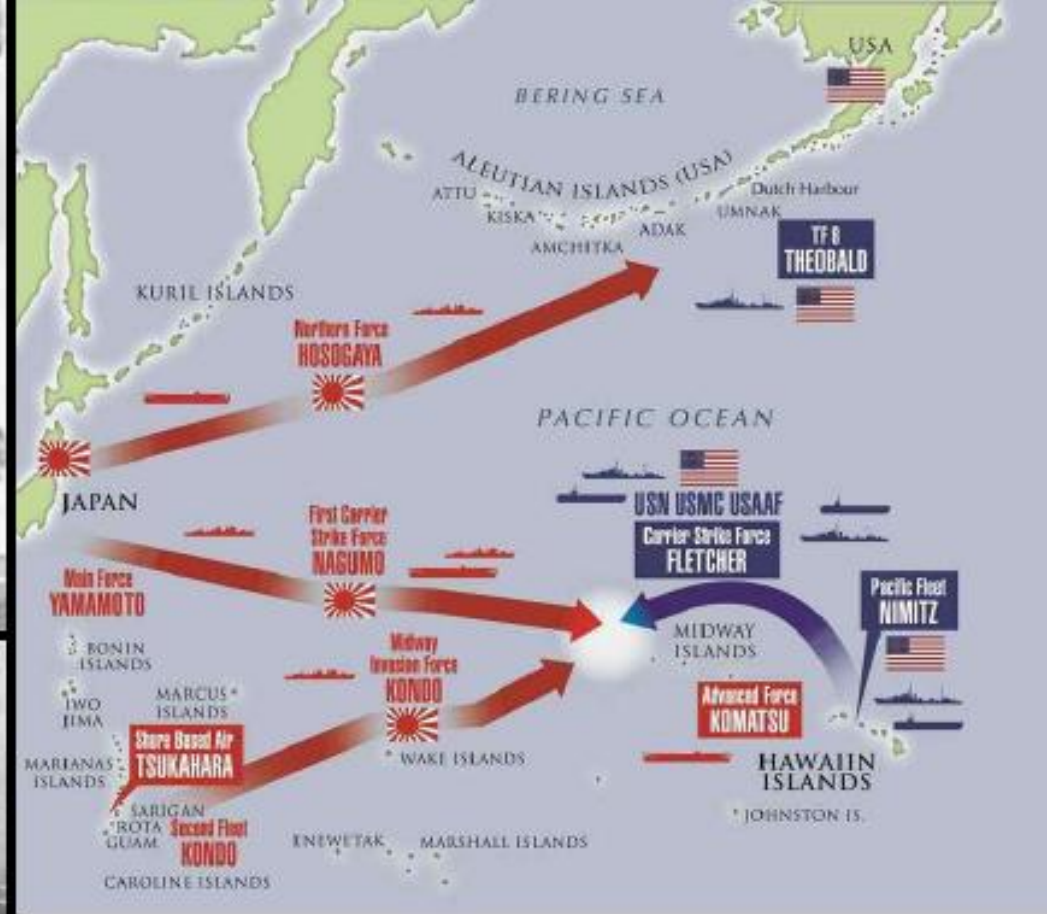 USA
BERING SEA
ALEUTIAN ISLANDS (USA)
ATTU
KISKA
AMCHITKA
ADAK
UMNAK
Dutch Harbour
TF 8
THEOBALD
KURIL ISLANDS
Northern Force
HOSOGAYA
PACIFIC OCEAN
JAPAN
USN USMC USAAF
Carrier Strike Force
FLETCHER
First Carrier
Strike Force
NAGUMO
Main Force
YAMAMOTO
Pacific Fleet
NIMITZ
MIDWAY
ISLANDS
BONIN
ISLANDS
Midway
Invasion Force
KONDO
IWO
JIMA
MARCUS
ISLANDS
Advanced Force
KOMATSU
Shore Based Air
TSUKAHARA
MARIANAS
ISLANDS
WAKE ISLANDS
HAWAIIN
ISLANDS
SARIGAN
ROTA
GUAM
Second Fleet
KONDO
JOHNSTON IS.
ENEWETAK
MARSHALL ISLANDS
CAROLINE ISLANDS